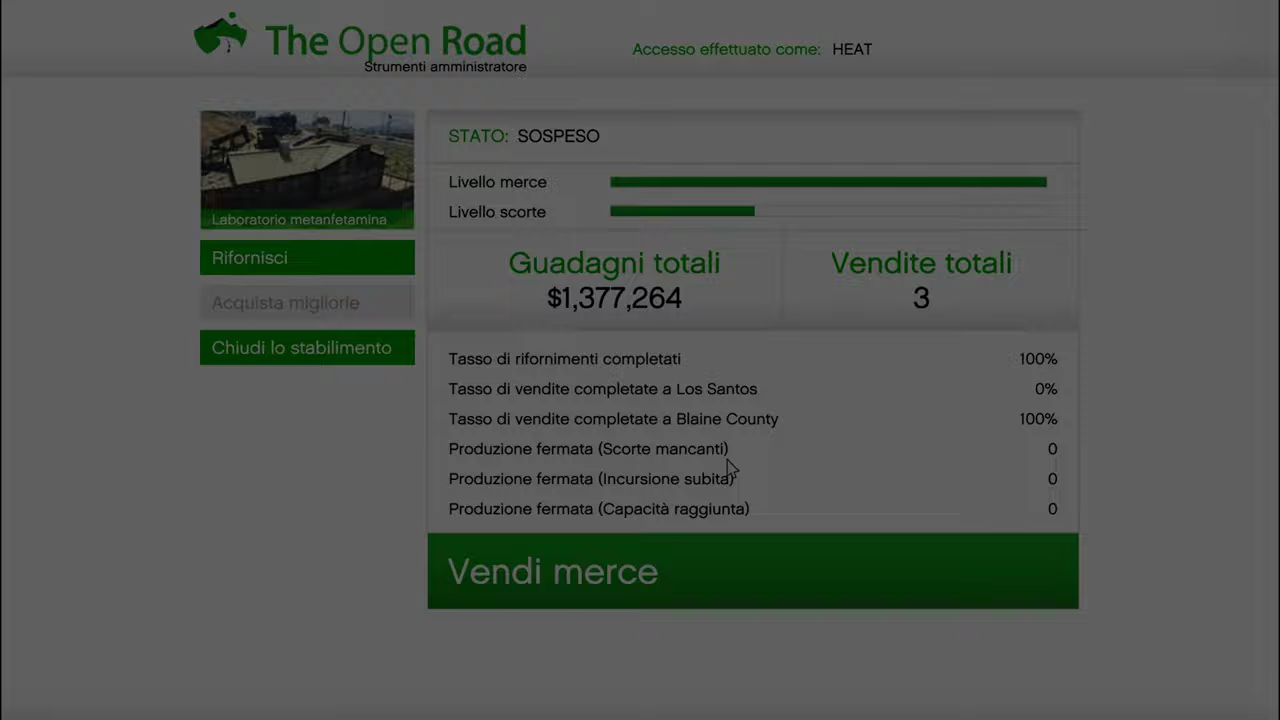 The Open Road
Strumenti amministratore
Accesso effettuato come: HEAT
Laboratorio metanfetamina
Rifornisci
Acquista migliorie
Chiudi lo stabilimento
STATO: SOSPESO
Livello merce
Livello scorte
Guadagni totali
$1,377,264
Vendite totali
3
Tasso di rifornimenti completati 100%
Tasso di vendite completate a Los Santos 0%
Tasso di vendite completate a Blaine County 100%
Produzione fermata (Scorte mancanti) 0
Produzione fermata (Incursione subita) 0
Produzione fermata (Capacità raggiunta) 0
Vendi merce